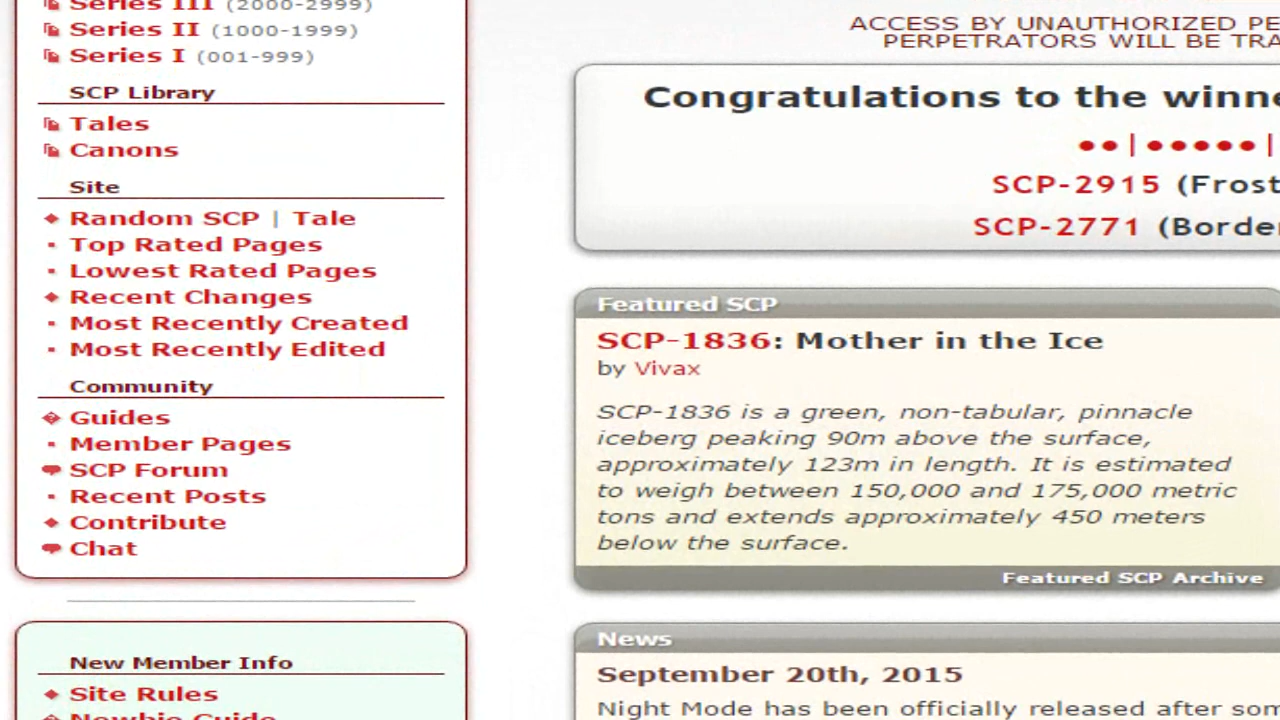 Series III (2000-2999)
Series II (1000-1999)
Series I (001-999)
SCP Library
Tales
Canons
Site
Random SCP | Tale
Top Rated Pages
Lowest Rated Pages
Recent Changes
Most Recently Created
Most Recently Edited
Community
Guides
Member Pages
SCP Forum
Recent Posts
Contribute
Chat
New Member Info
Site Rules
Newbie Guide
ACCESS BY UNAUTHORIZED PE
PERPETRATORS WILL BE TRA
Congratulations to the winne
●●|●●●●●|
SCP-2915 (Frost
SCP-2771 (Borde
Featured SCP
SCP-1836: Mother in the Ice
by Vivax
SCP-1836 is a green, non-tabular, pinnacle
iceberg peaking 90m above the surface,
approximately 123m in length. It is estimated
to weigh between 150,000 and 175,000 metric
tons and extends approximately 450 meters
below the surface.
Featured SCP Archive
News
September 20th, 2015
Night Mode has been officially released after som